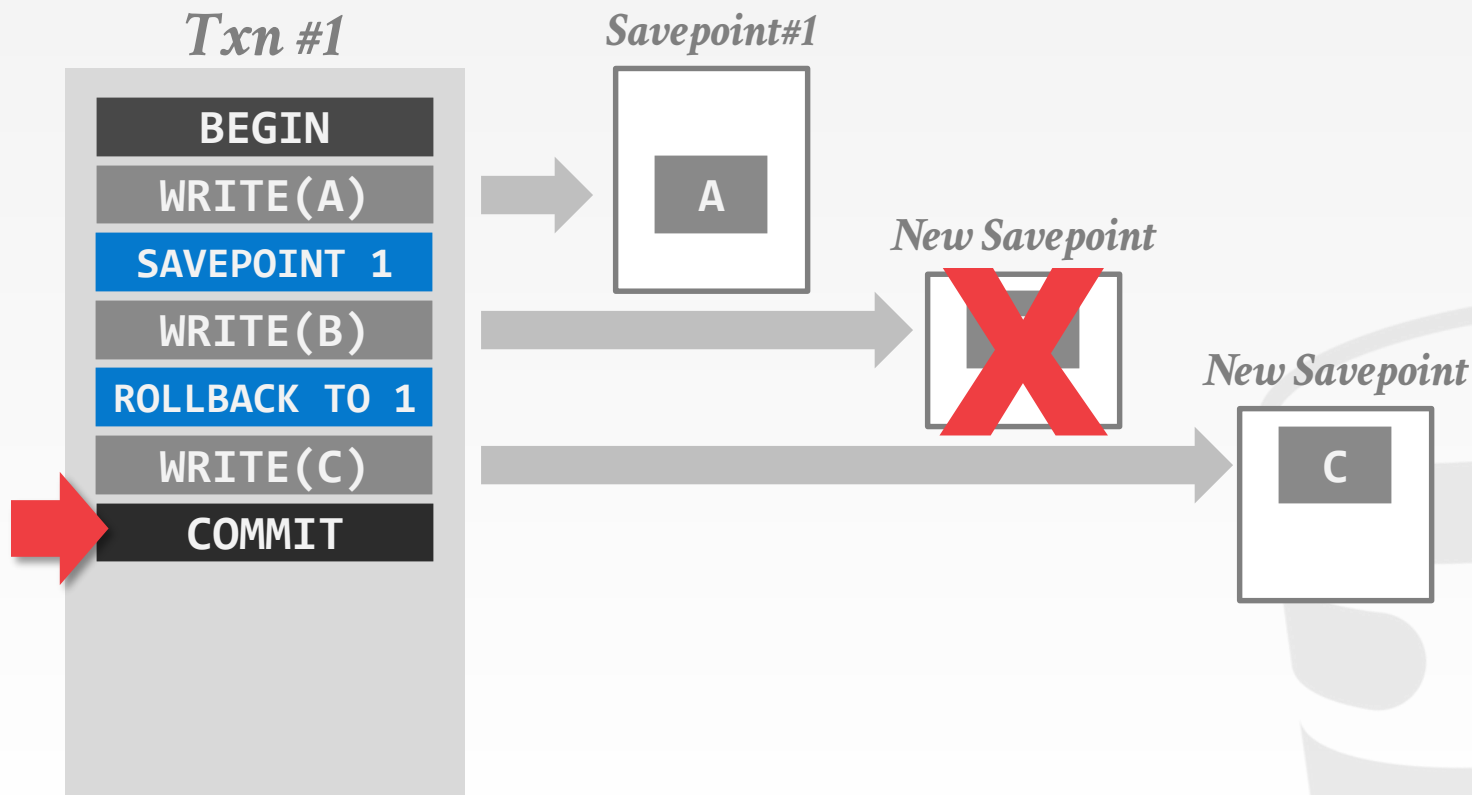 Txn #1
BEGIN
WRITE(A)
SAVEPOINT 1
WRITE(B)
ROLLBACK TO 1
WRITE(C)
COMMIT
Savepoint#1
A
New Savepoint
New Savepoint
C